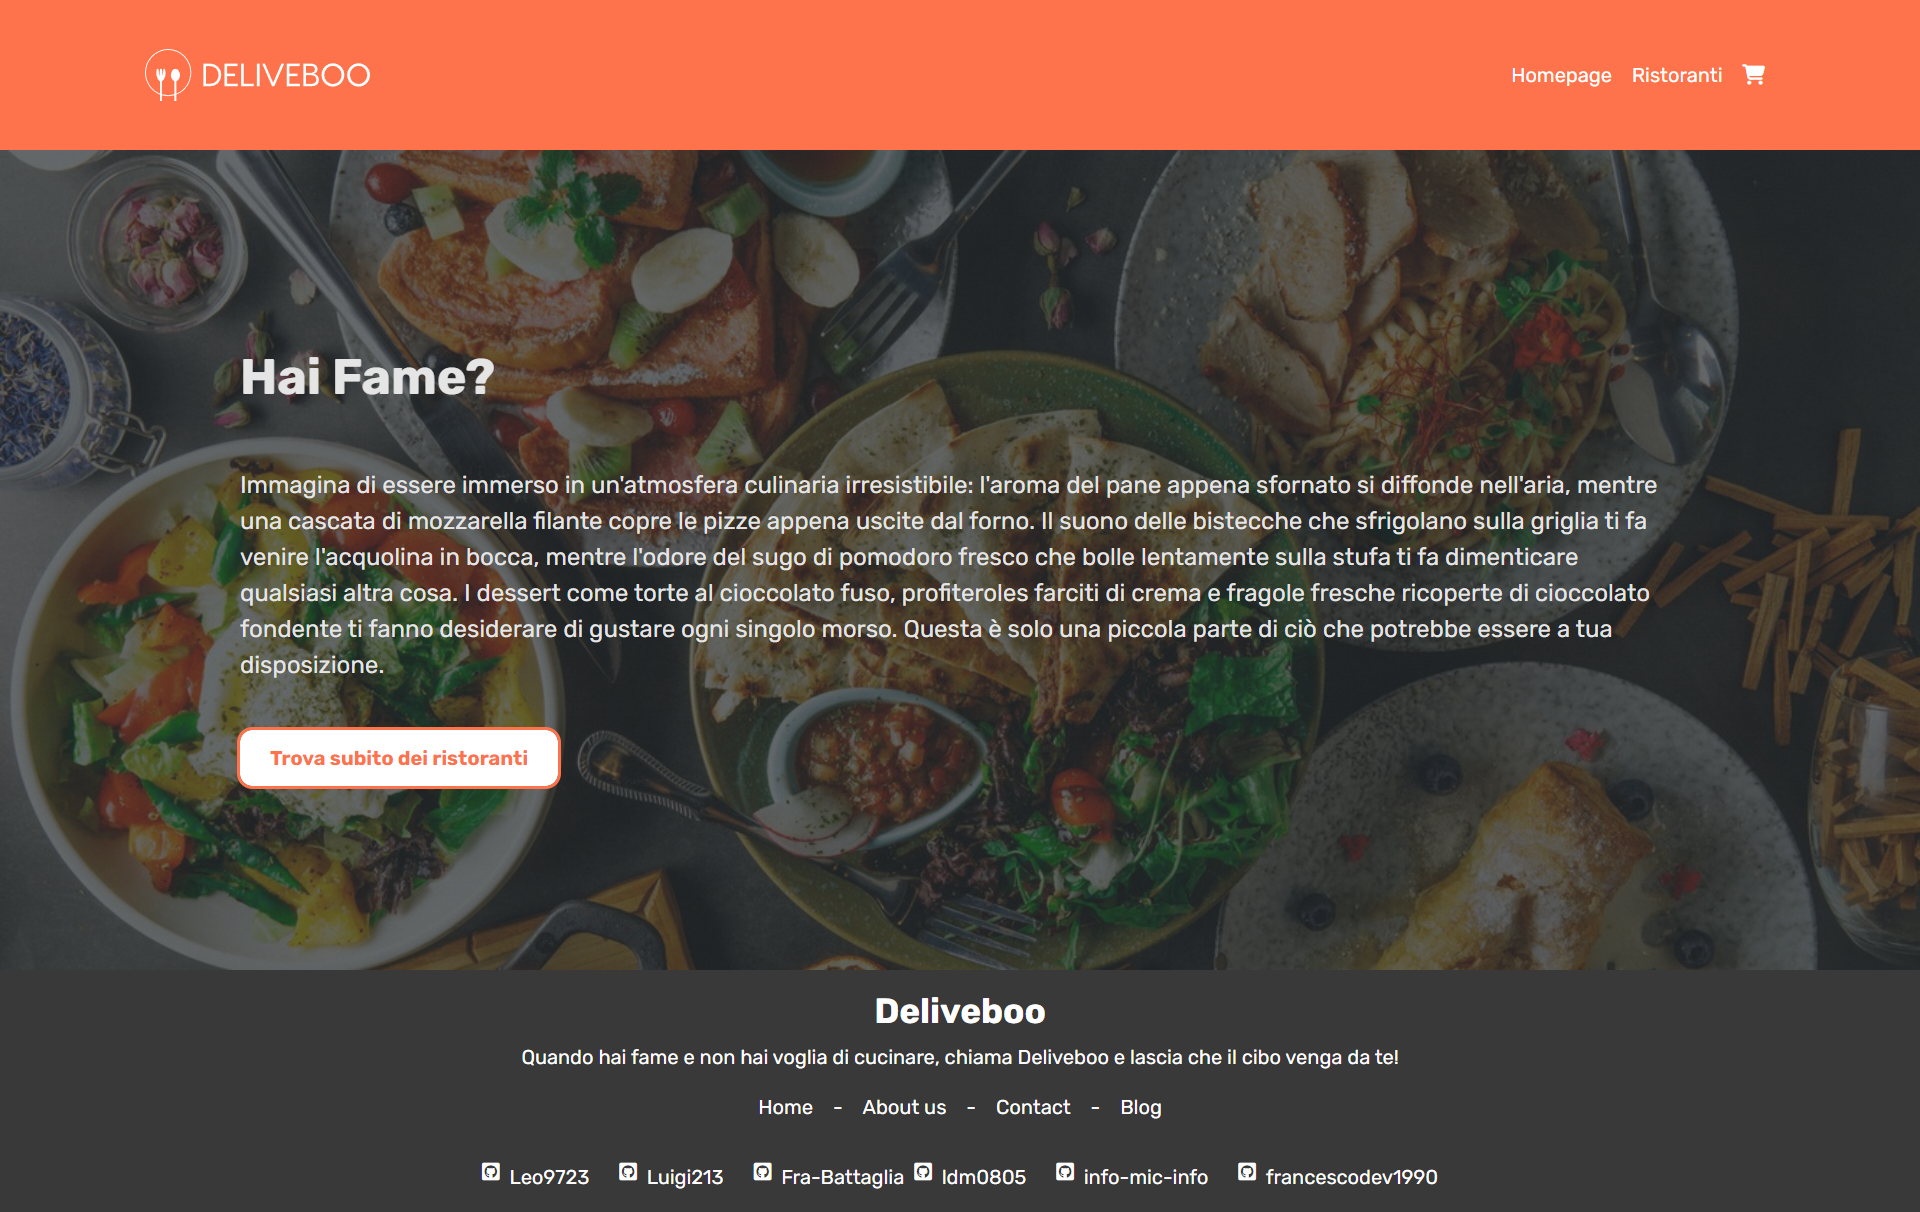 DELIVEBOO
Homepage Ristoranti
Hai Fame?
Immagina di essere immerso in un'atmosfera culinaria irresistibile: l'aroma del pane appena sfornato si diffonde nell'aria, mentre
una cascata di mozzarella filante copre le pizze appena uscite dal forno. Il suono delle bistecche che sfrigolano sulla griglia ti fa
venire l'acquolina in bocca, mentre l'odore del sugo di pomodoro fresco che bolle lentamente sulla stufa ti fa dimenticare
qualsiasi altra cosa. I dessert come torte al cioccolato fuso, profiteroles farciti di crema e fragole fresche ricoperte di cioccolato
fondente ti fanno desiderare di gustare ogni singolo morso. Questa è solo una piccola parte di ciò che potrebbe essere a tua
disposizione.
Trova subito dei ristoranti
Deliveboo
Quando hai fame e non hai voglia di cucinare, chiama Deliveboo e lascia che il cibo venga da te!
Home - About us - Contact - Blog
Leo9723 Luigi213 Fra-Battaglia ldm0805 info-mic-info francescodev1990